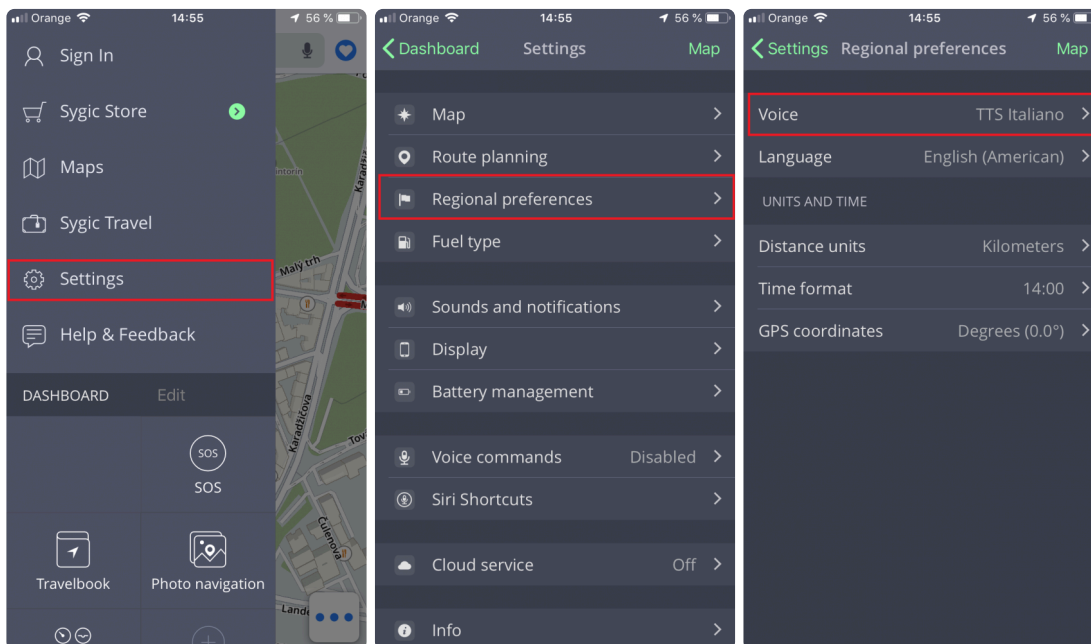 Orange 14:55 56 %
Sign In
Sygic Store
Maps
Sygic Travel
Settings
Help & Feedback
DASHBOARD Edit
SOS
SOS
Travelbook Photo navigation
Malý trh
Karadžičova
Čulenova
Orange 14:55 56 %
Dashboard Settings Map
Map
Route planning
Regional preferences
Fuel type
Sounds and notifications
Display
Battery management
Voice commands Disabled
Siri Shortcuts
Cloud service Off
Info
Orange 14:55 56 %
Settings Regional preferences Map
Voice TTS Italiano
Language English (American)
UNITS AND TIME
Distance units Kilometers
Time format 14:00
GPS coordinates Degrees (0.0°)